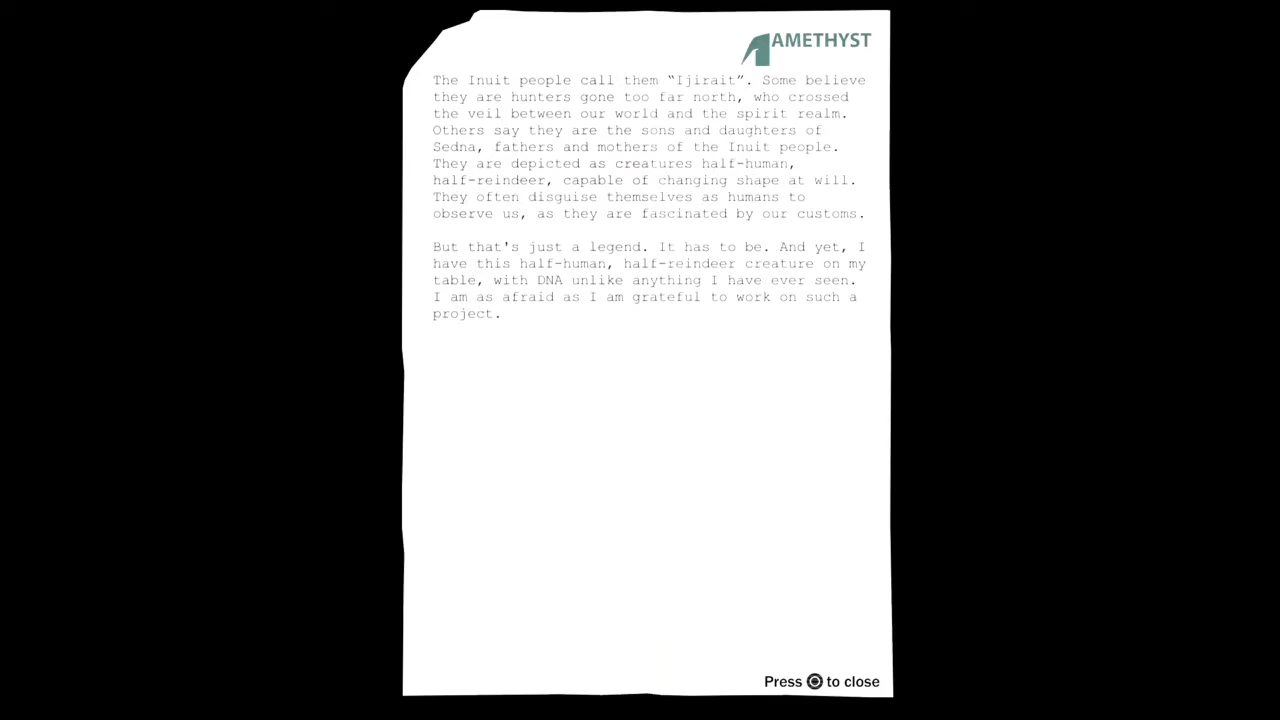 AMETHYST
The Inuit people call them “Ijirait”. Some believe
they are hunters gone too far north, who crossed
the veil between our world and the spirit realm.
Others say they are the sons and daughters of
Sedna, fathers and mothers of the Inuit people.
They are depicted as creatures half-human,
half-reindeer, capable of changing shape at will.
They often disguise themselves as humans to
observe us, as they are fascinated by our customs.
But that's just a legend. It has to be. And yet, I
have this half-human, half-reindeer creature on my
table, with DNA unlike anything I have ever seen.
I am as afraid as I am grateful to work on such a
project.
Press to close